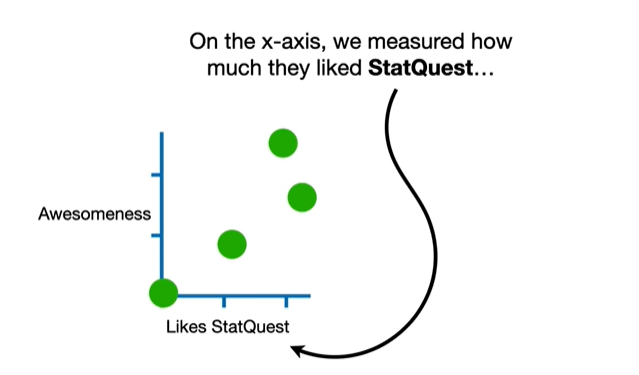 On the x-axis, we measured how
much they liked StatQuest…
Awesomeness
Likes StatQuest